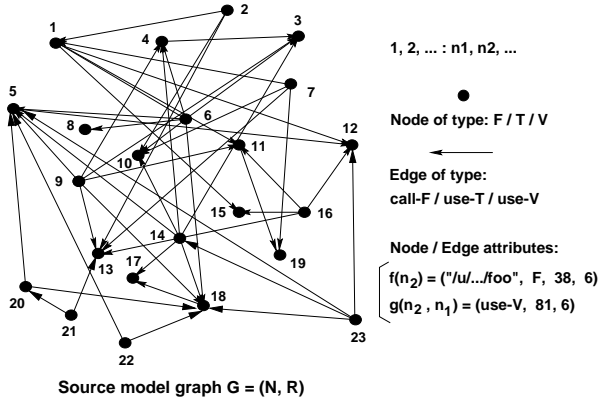 2
1
4
3
7
5
8
6
12
10
11
9
15
16
14
13
17
19
18
20
21
22
23
1, 2, ... : n1, n2, ...
Node of type: F / T / V
Edge of type:
call-F / use-T / use-V
Node / Edge attributes:
f(n2) = ("/u/.../foo", F, 38, 6)
g(n2 , n1) = (use-V, 81, 6)
Source model graph G = (N, R)